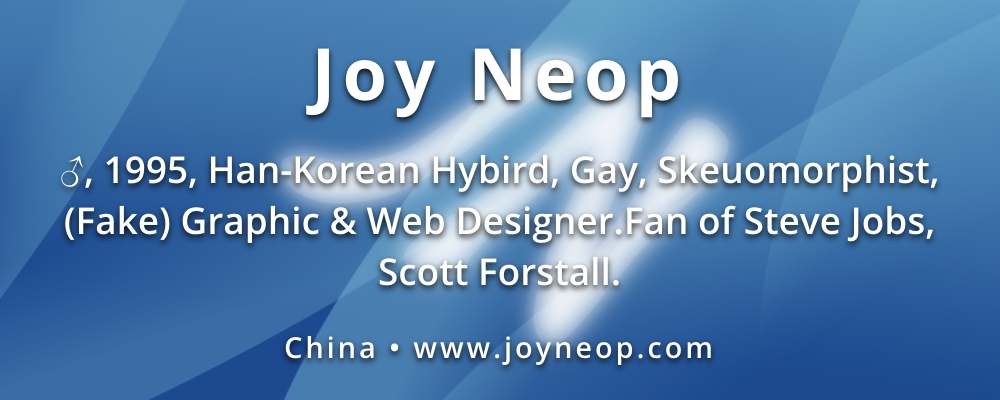 Joy Neop
♂, 1995, Han-Korean Hybird, Gay, Skeuomorphist,
(Fake) Graphic & Web Designer.Fan of Steve Jobs,
Scott Forstall.
China • www.joyneop.com